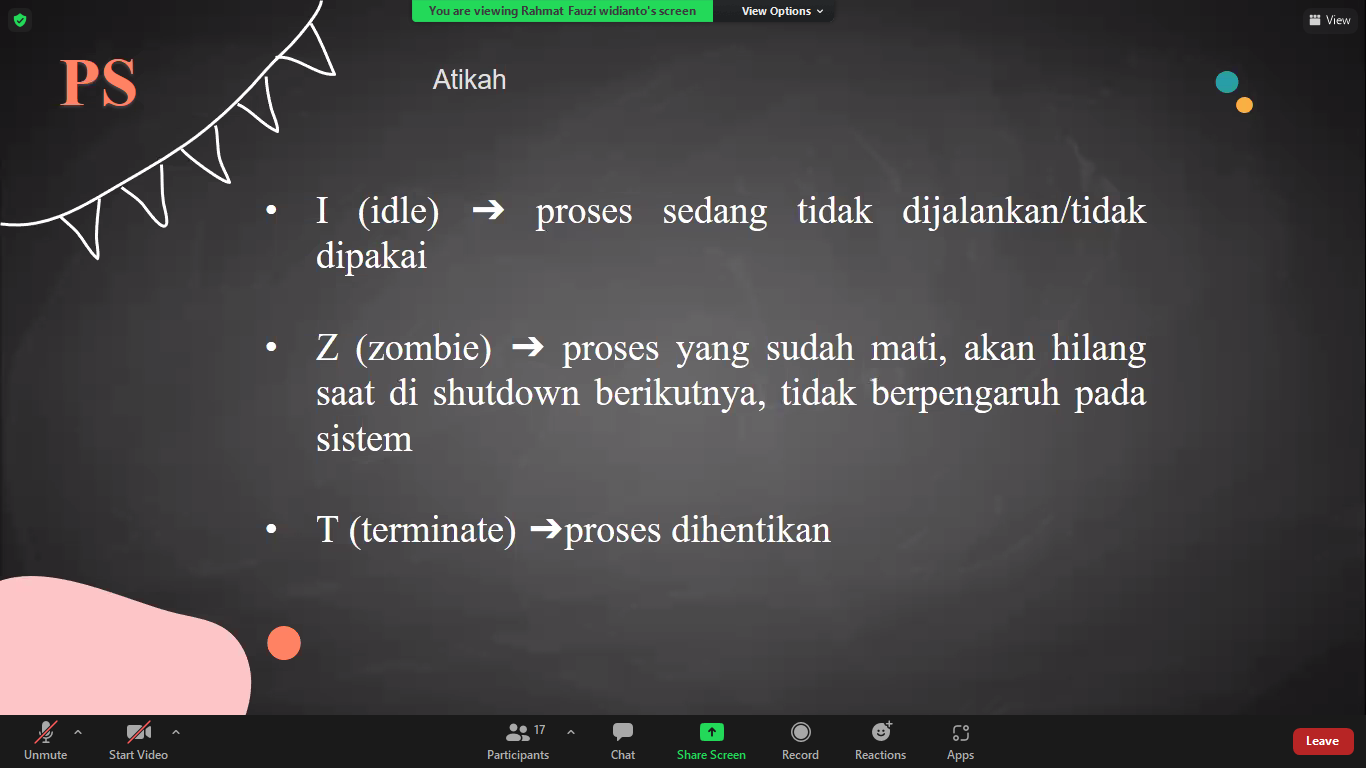 You are viewing Rahmat Fauzi widianto's screen
View Options
View
PS
Atikah
• I (idle) ➔ proses sedang tidak dijalankan/tidak
dipakai
• Z (zombie) ➔ proses yang sudah mati, akan hilang
saat di shutdown berikutnya, tidak berpengaruh pada
sistem
• T (terminate) ➔proses dihentikan
Unmute
Start Video
17
Participants
Chat
Share Screen
Record
Reactions
Apps
Leave